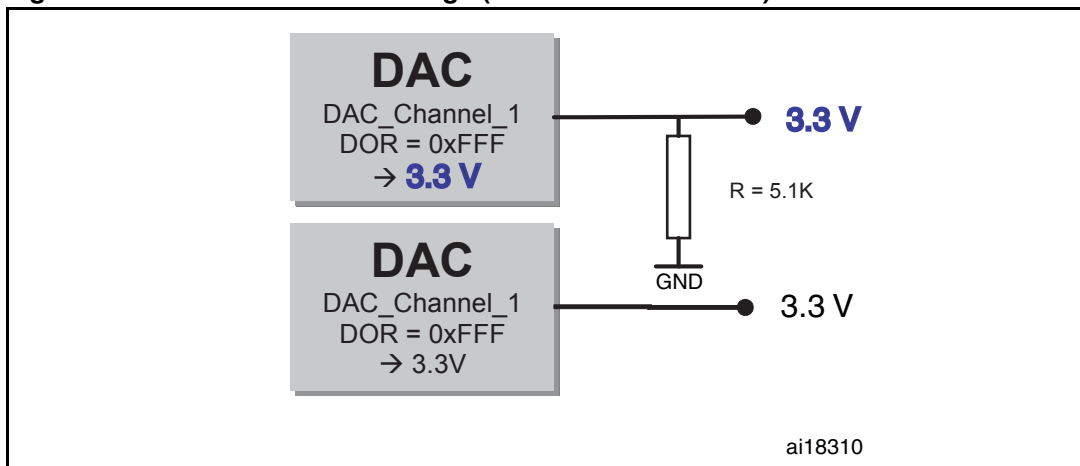 DAC
DAC_Channel_1
DOR = 0xFFF
→ 3.3 V
3.3 V
R = 5.1K
GND
DAC
DAC_Channel_1
DOR = 0xFFF
→ 3.3V
3.3 V
ai18310